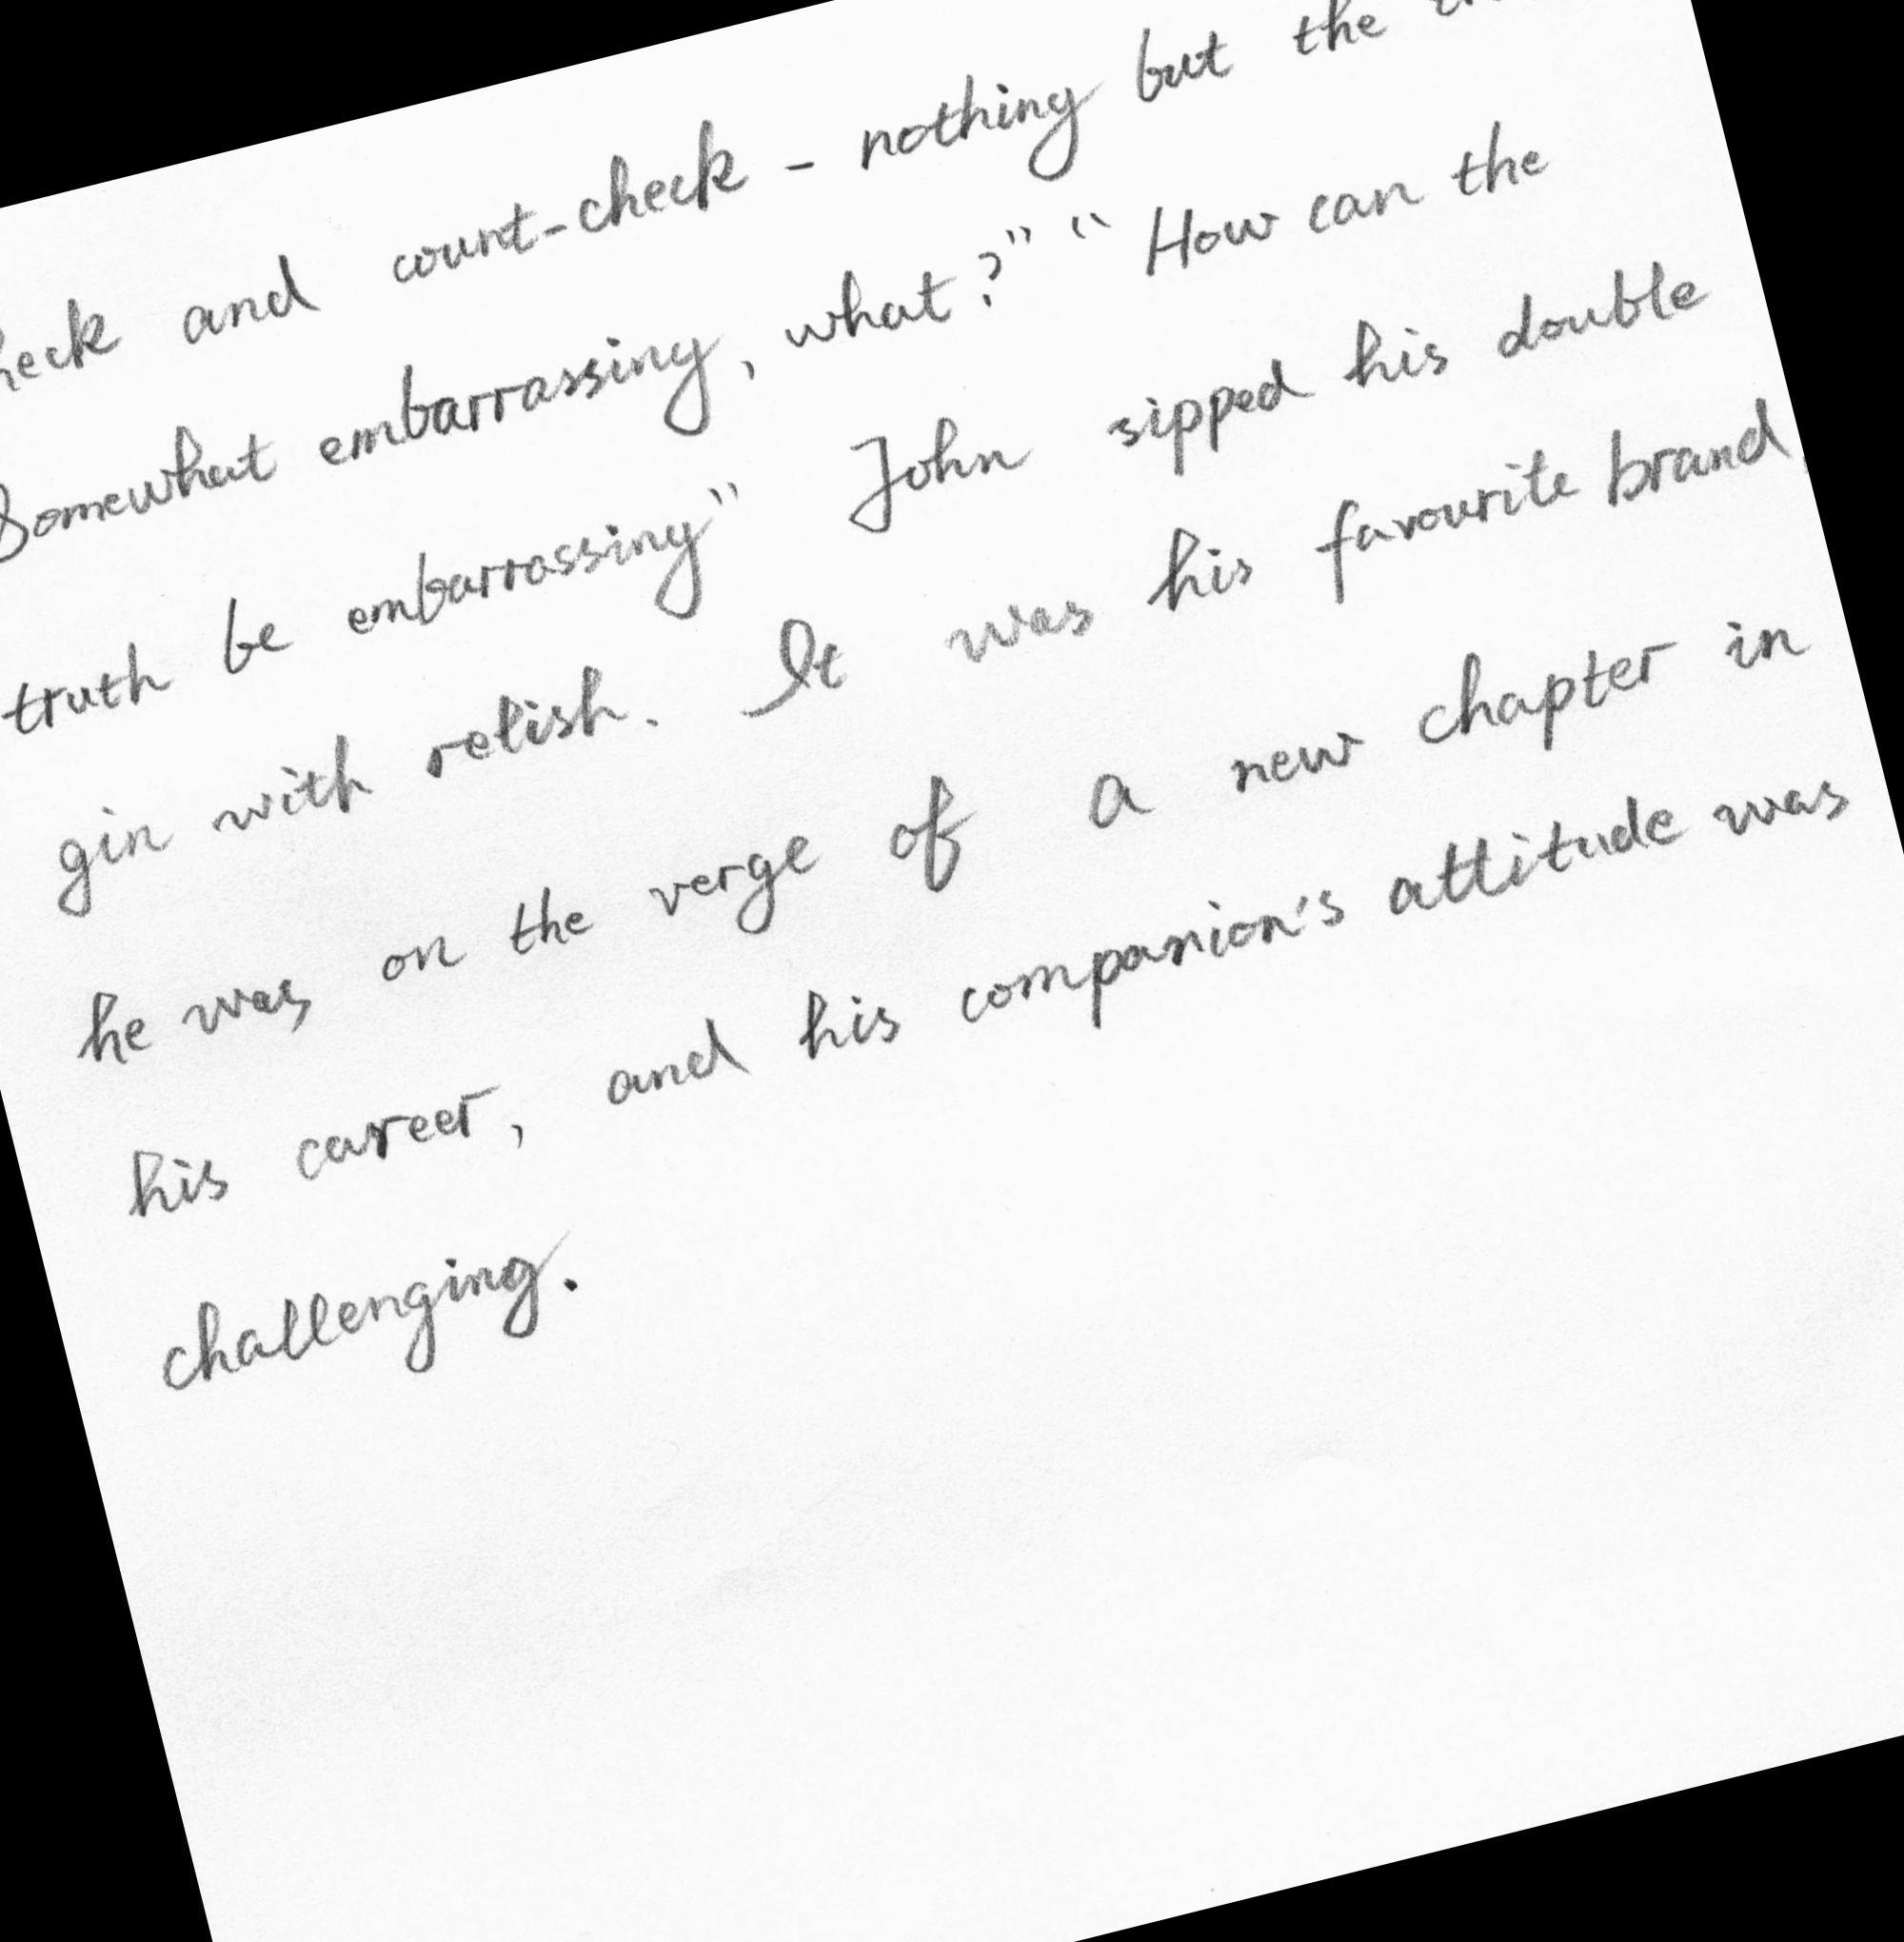 and count-check - nothing but the
Somewhat embarrassing, what?" "How can the
truth be embarrassing" John sipped his double
gin with relish. It was his favourite brand,
he was on the verge of a new chapter in
his career, and his companion's attitude was
challenging.